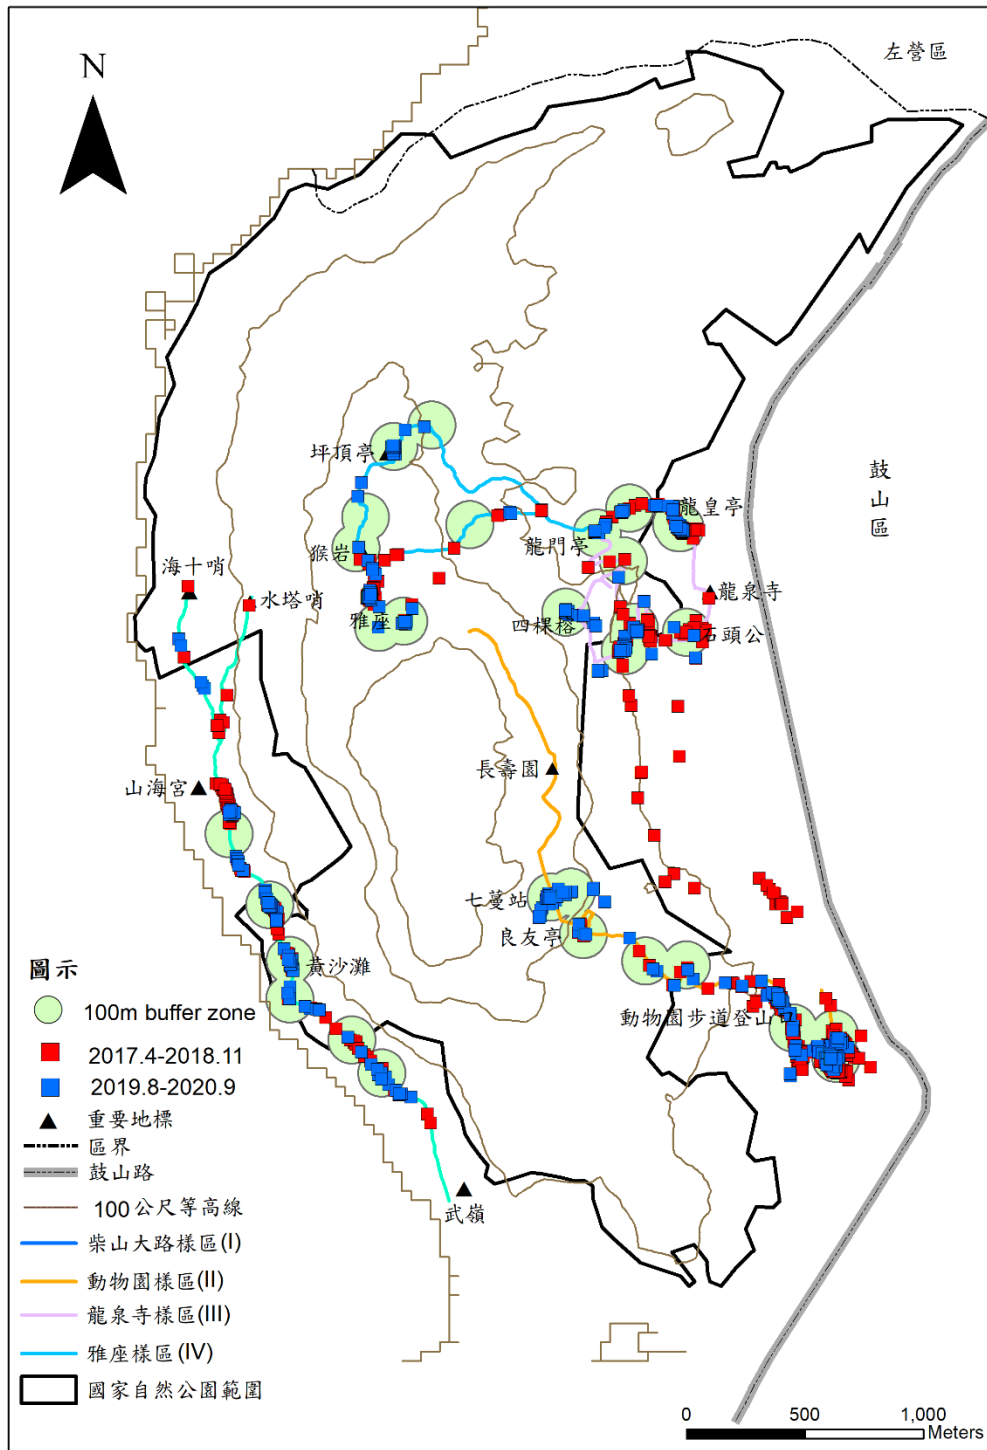 左營區
N
鼓山區
坪頂亭
龍皇亭
龍門亭
猴岩
海十哨
水塔哨
龍泉寺
雅座
四棵榕
石頭公
長壽園
山海宮
七蔓站
良友亭
黃沙灘
動物園步道登山口
武嶺
圖示
100m buffer zone
2017.4-2018.11
2019.8-2020.9
重要地標
區界
鼓山路
100公尺等高線
柴山大路樣區(I)
動物園樣區(II)
龍泉寺樣區(III)
雅座樣區(IV)
國家自然公園範圍
0 500 1,000
Meters